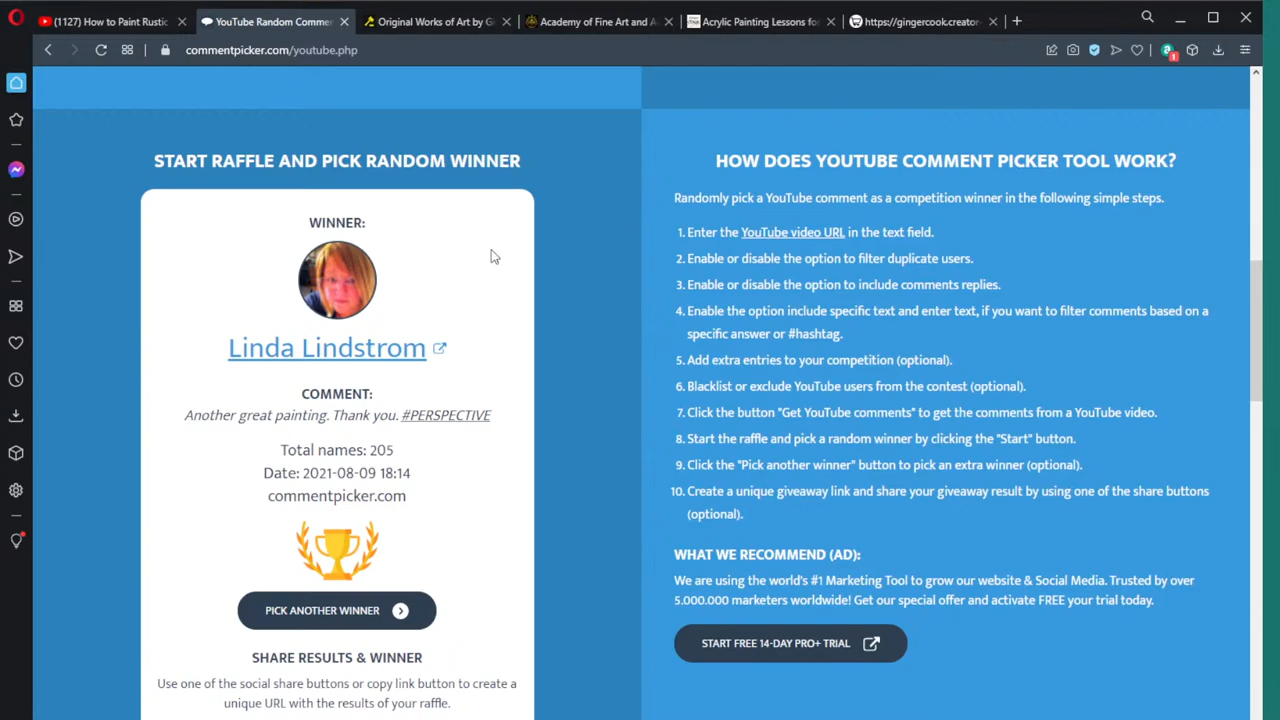 (1127) How to Paint Rustic
YouTube Random Comme
Original Works of Art by G
Academy of Fine Art and A
Acrylic Painting Lessons fo
https://gingercook.creator
commentpicker.com/youtube.php
START RAFFLE AND PICK RANDOM WINNER
WINNER:
Linda Lindstrom
COMMENT:
Another great painting. Thank you. #PERSPECTIVE
Total names: 205
Date: 2021-08-09 18:14
commentpicker.com
PICK ANOTHER WINNER
SHARE RESULTS & WINNER
Use one of the social share buttons or copy link button to create a
unique URL with the results of your raffle.
HOW DOES YOUTUBE COMMENT PICKER TOOL WORK?
Randomly pick a YouTube comment as a competition winner in the following simple steps.
1. Enter the YouTube video URL in the text field.
2. Enable or disable the option to filter duplicate users.
3. Enable or disable the option to include comments replies.
4. Enable the option include specific text and enter text, if you want to filter comments based on a
specific answer or #hashtag.
5. Add extra entries to your competition (optional).
6. Blacklist or exclude YouTube users from the contest (optional).
7. Click the button "Get YouTube comments" to get the comments from a YouTube video.
8. Start the raffle and pick a random winner by clicking the "Start" button.
9. Click the "Pick another winner" button to pick an extra winner (optional).
10. Create a unique giveaway link and share your giveaway result by using one of the share buttons
(optional).
WHAT WE RECOMMEND (AD):
We are using the world's #1 Marketing Tool to grow our website & Social Media. Trusted by over
5.000.000 marketers worldwide! Get our special offer and activate FREE your trial today.
START FREE 14-DAY PRO+ TRIAL